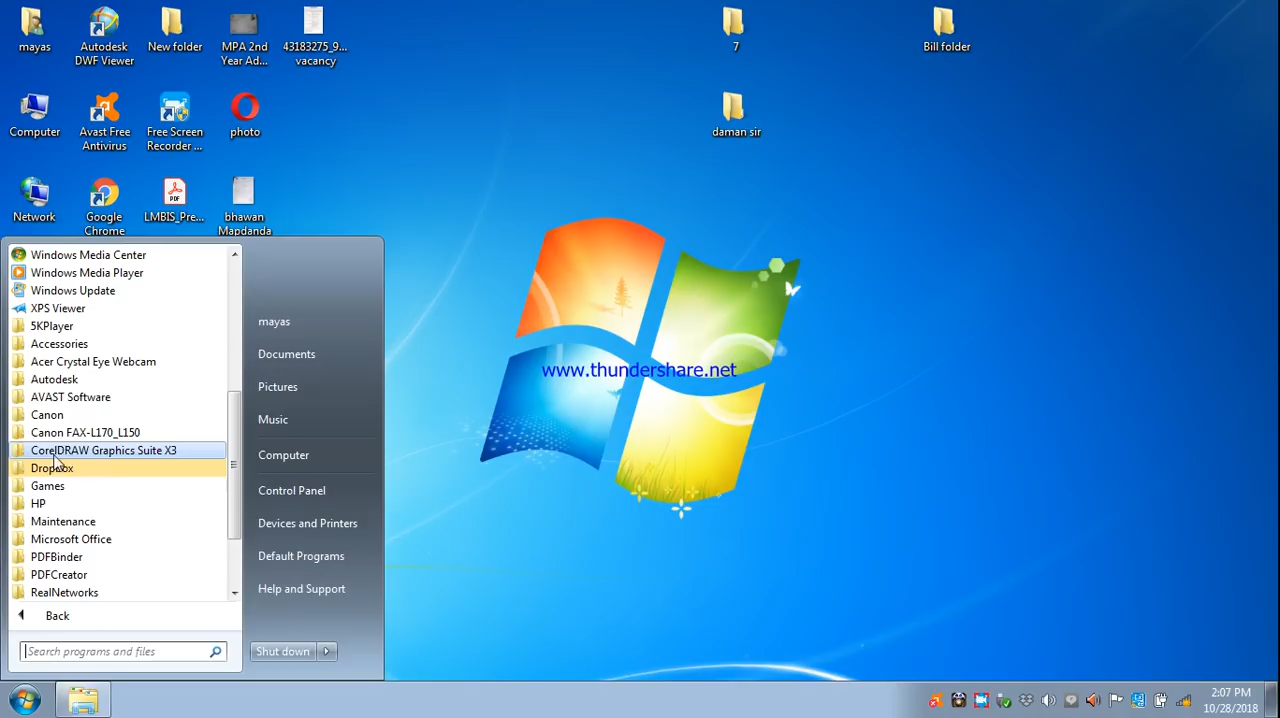 mayas
Autodesk
DWF Viewer
New folder
MPA 2nd
Year Ad...
43183275_9...
vacancy
7
Bill folder
Computer
Avast Free
Antivirus
Free Screen
Recorder ...
photo
daman sir
Network
Google
Chrome
PDF
LMBIS_Pre...
bhawan
Mapdanda
Windows Media Center
Windows Media Player
Windows Update
XPS Viewer
5KPlayer
Accessories
Acer Crystal Eye Webcam
Autodesk
AVAST Software
Canon
Canon FAX-L170_L150
CorelDRAW Graphics Suite X3
Dropbox
Games
HP
Maintenance
Microsoft Office
PDFBinder
PDFCreator
RealNetworks
Back
Search programs and files
mayas
Documents
Pictures
Music
Computer
Control Panel
Devices and Printers
Default Programs
Help and Support
Shut down
www.thundershare.net
2:07 PM
10/28/2018